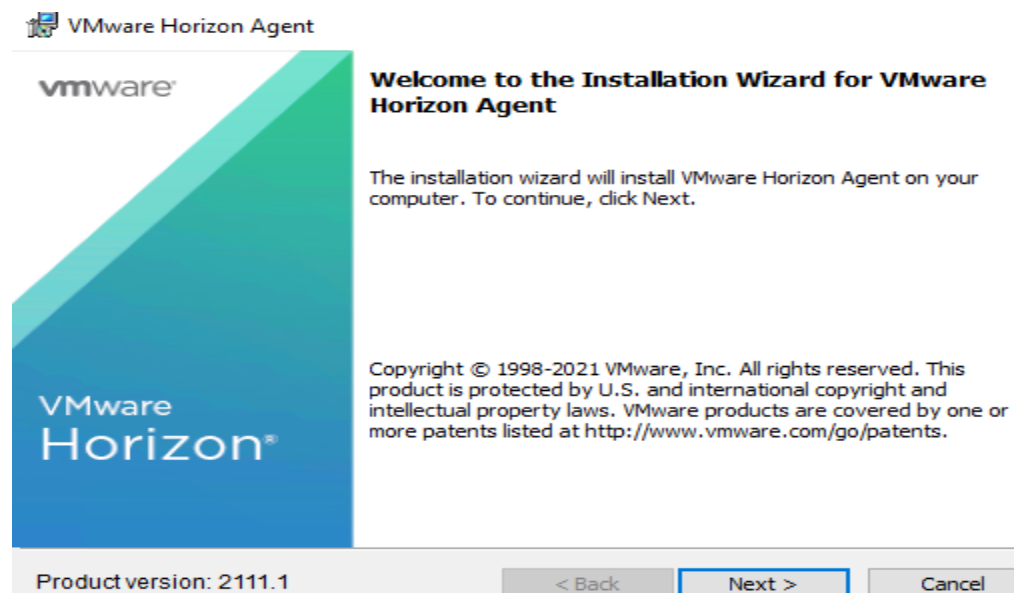 VMware Horizon Agent
vmware®
Welcome to the Installation Wizard for VMware
Horizon Agent
The installation wizard will install VMware Horizon Agent on your
computer. To continue, click Next.
Copyright © 1998-2021 VMware, Inc. All rights reserved. This
product is protected by U.S. and international copyright and
intellectual property laws. VMware products are covered by one or
more patents listed at http://www.vmware.com/go/patents.
VMware
Horizon®
Product version: 2111.1
< Back
Next >
Cancel